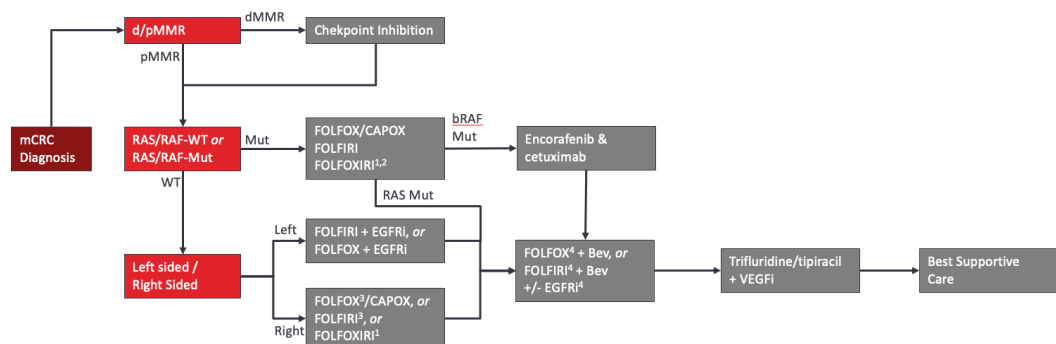 d/pMMR
dMMR
Chekpoint Inhibition
pMMR
mCRC
Diagnosis
RAS/RAF-WT or
RAS/RAF-Mut
Mut
FOLFOX/CAPOX
FOLFIRI
FOLFOXIRI1,2
bRAF
Mut
Encorafenib &
cetuximab
WT
RAS Mut
Left sided /
Right Sided
Left
FOLFIRI + EGFRi, or
FOLFOX + EGFRi
Right
FOLFOX3/CAPOX, or
FOLFIRI3, or
FOLFOXIRI1
FOLFOX4 + Bev, or
FOLFIRI4 + Bev
+/- EGFRi4
Trifluridine/tipiracil
+ VEGFi
Best Supportive
Care